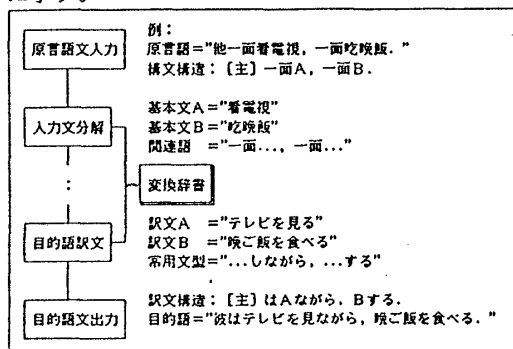 例：
原言語文入力
原言語="他一面看電視，一面吃晩飯．"
構文構造：〔主〕一面A，一面B．
入力文分解
基本文A="看電視"
基本文B="吃晩飯"
関連語 ="一面...，一面..."
：
変換辞書
目的語訳文
訳文A ="テレビを見る"
訳文B ="晩ご飯を食べる"
常用文型="...しながら，...する"
目的語文出力
訳文構造：〔主〕はAながら，Bする．
目的語="彼はテレビを見ながら，晩ご飯を食べる．"